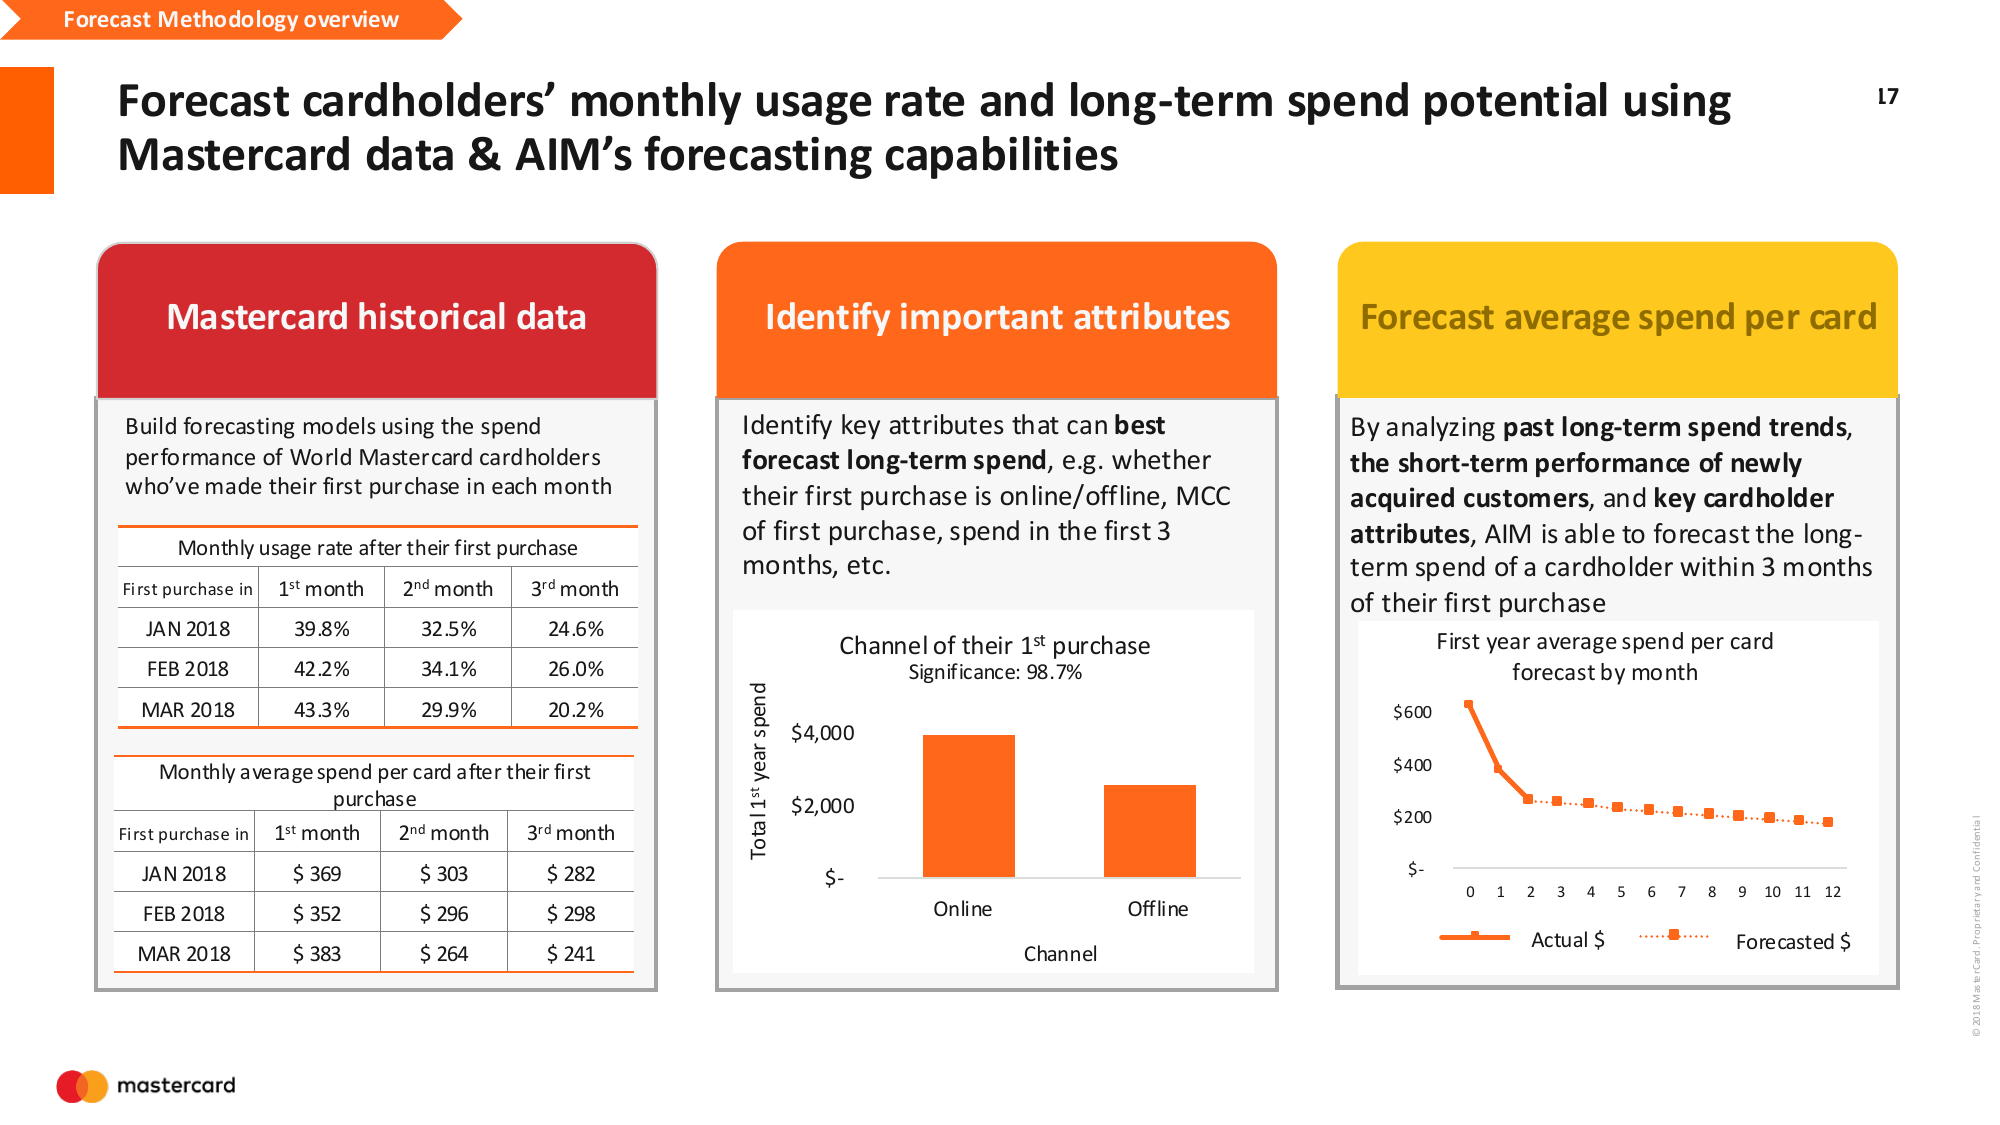 Forecast Methodology overview
Forecast cardholders’ monthly usage rate and long-term spend potential using
Mastercard data & AIM’s forecasting capabilities
17
Mastercard historical data
Build forecasting models using the spend
performance of World Mastercard cardholders
who’ve made their first purchase in each month
Monthly usage rate after their first purchase
First purchase in 1st month 2nd month 3rd month
JAN 2018 39.8% 32.5% 24.6%
FEB 2018 42.2% 34.1% 26.0%
MAR 2018 43.3% 29.9% 20.2%
Monthly average spend per card after their first
purchase
First purchase in 1st month 2nd month 3rd month
JAN 2018 $ 369 $ 303 $ 282
FEB 2018 $ 352 $ 296 $ 298
MAR 2018 $ 383 $ 264 $ 241
Identify important attributes
Identify key attributes that can best
forecast long-term spend, e.g. whether
their first purchase is online/offline, MCC
of first purchase, spend in the first 3
months, etc.
Channel of their 1st purchase
Significance: 98.7%
Total 1st year spend
$4,000
$2,000
$-
Online Offline
Channel
Forecast average spend per card
By analyzing past long-term spend trends,
the short-term performance of newly
acquired customers, and key cardholder
attributes, AIM is able to forecast the long-
term spend of a cardholder within 3 months
of their first purchase
First year average spend per card
forecast by month
$600
$400
$200
$-
0 1 2 3 4 5 6 7 8 9 10 11 12
Actual $ Forecasted $
©2018 MasterCard. Proprietary and Confidential
mastercard